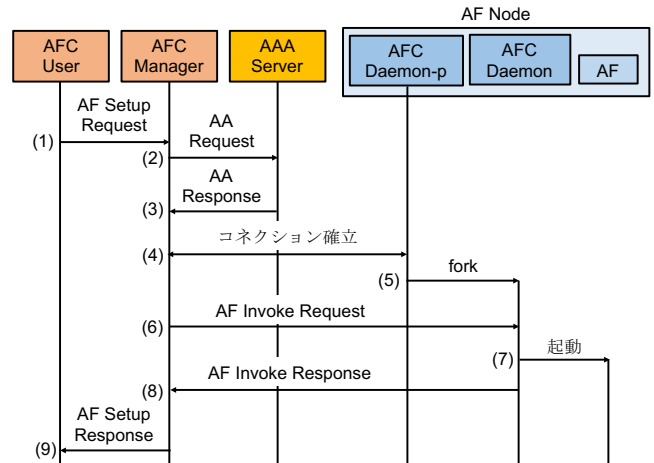 AF Node
AFC
User
AFC
Manager
AAA
Server
AFC
Daemon-p
AFC
Daemon
AF
AF Setup
Request
(1)
AA
Request
(2)
AA
Response
(3)
コネクション確立
(4)
fork
(5)
AF Invoke Request
(6)
起動
(7)
AF Invoke Response
(8)
AF Setup
Response
(9)